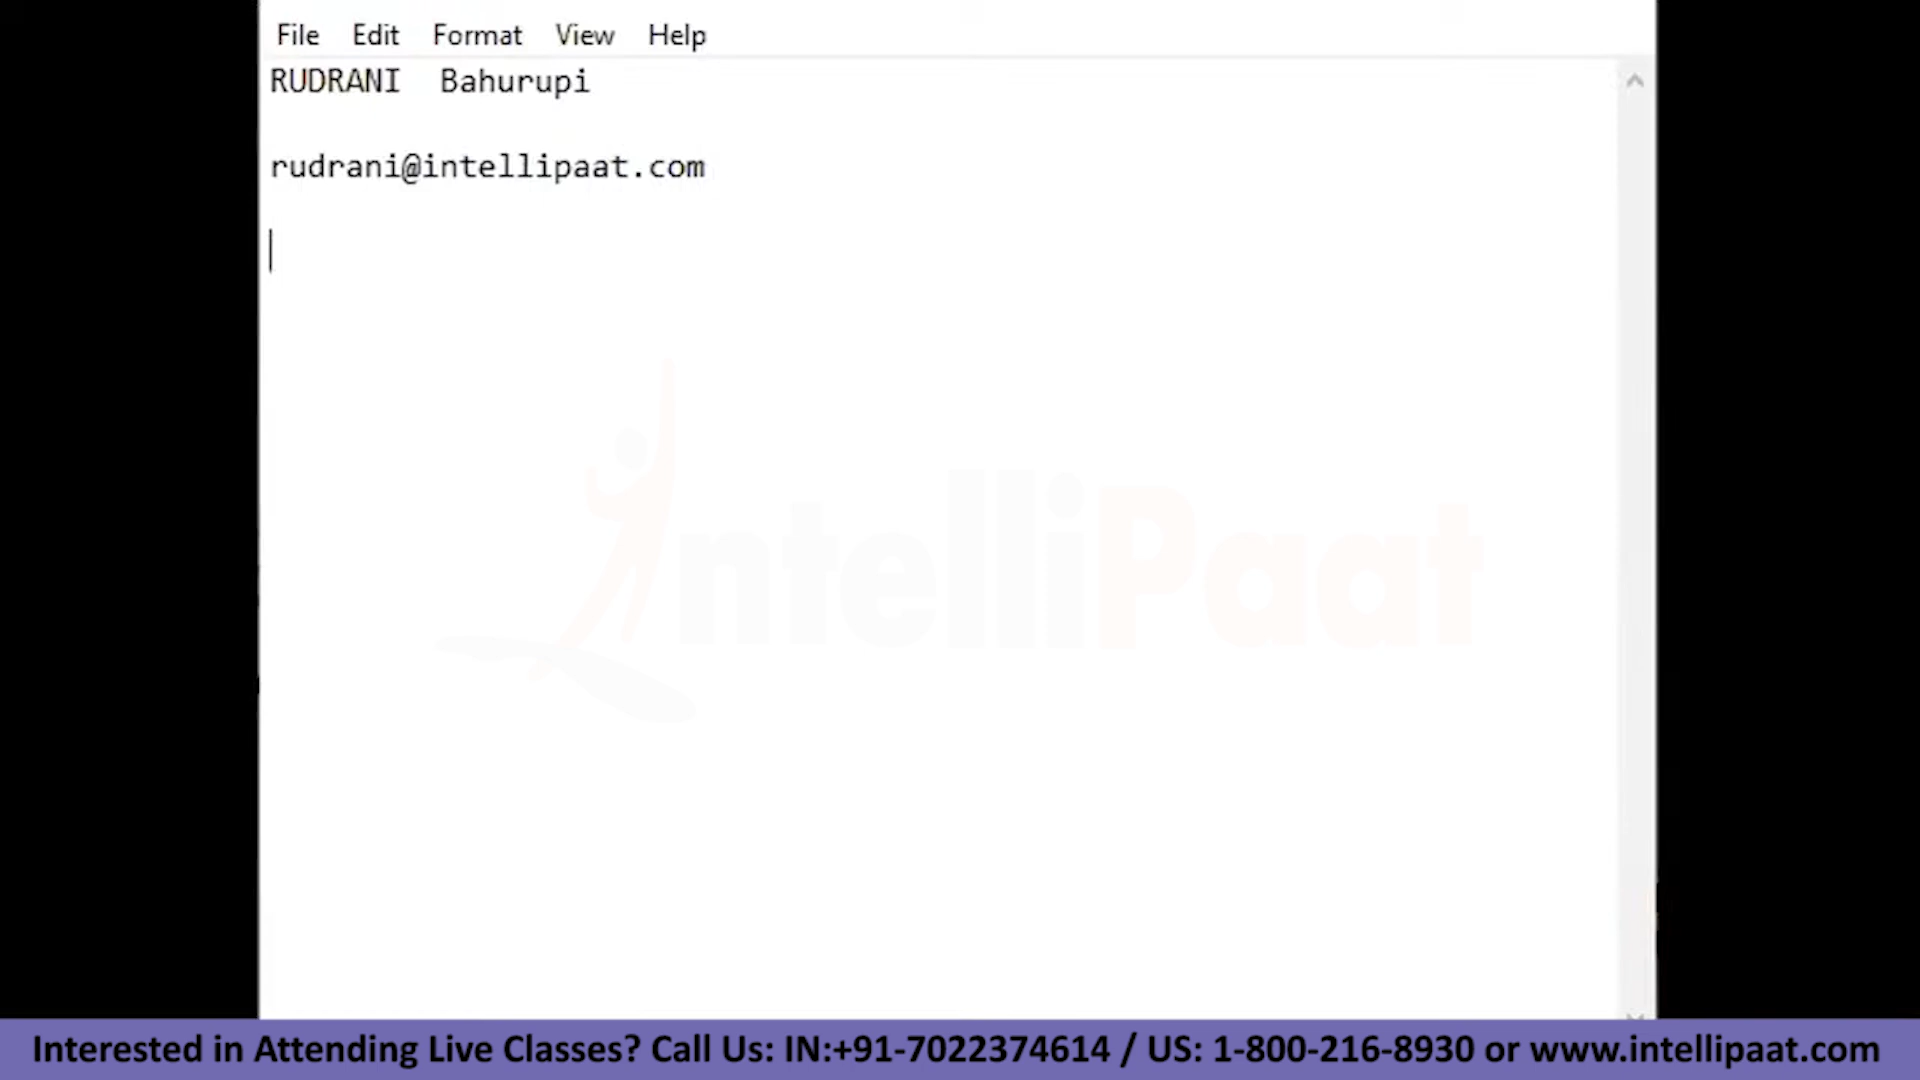 File Edit Format View Help
RUDRANI Bahurupi
rudrani@intellipaat.com
IntelliPaat
Interested in Attending Live Classes? Call Us: IN:+91-7022374614 / US: 1-800-216-8930 or www.intellipaat.com